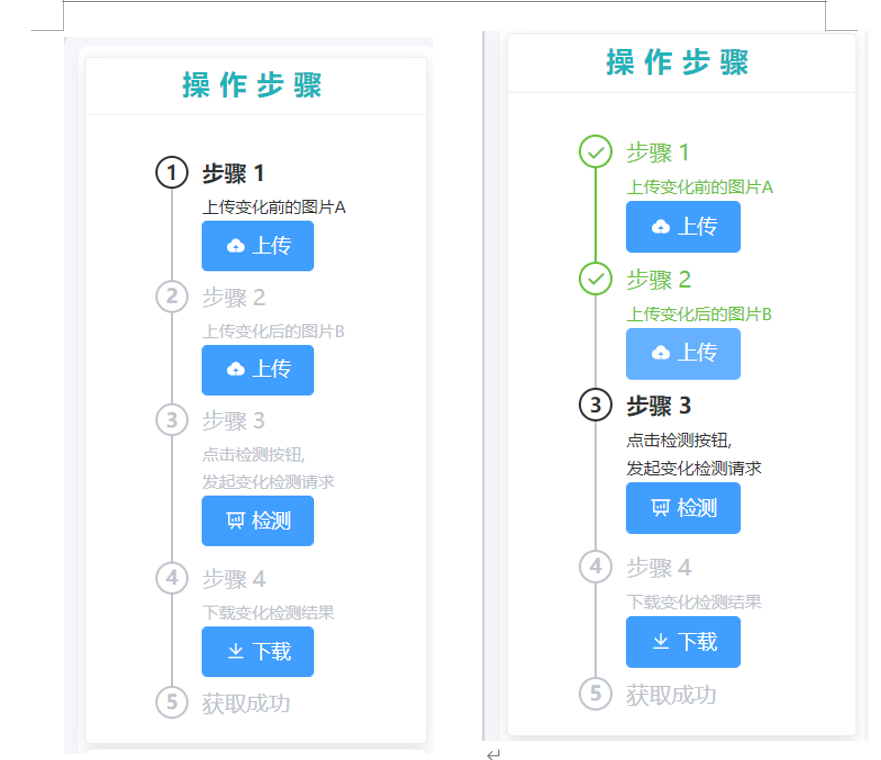 操作步骤
1 步骤 1
上传变化前的图片A
上传
2 步骤 2
上传变化后的图片B
上传
3 步骤 3
点击检测按钮,
发起变化检测请求
检测
4 步骤 4
下载变化检测结果
下载
5 获取成功
操作步骤
步骤 1
上传变化前的图片A
上传
步骤 2
上传变化后的图片B
上传
3 步骤 3
点击检测按钮,
发起变化检测请求
检测
4 步骤 4
下载变化检测结果
下载
5 获取成功